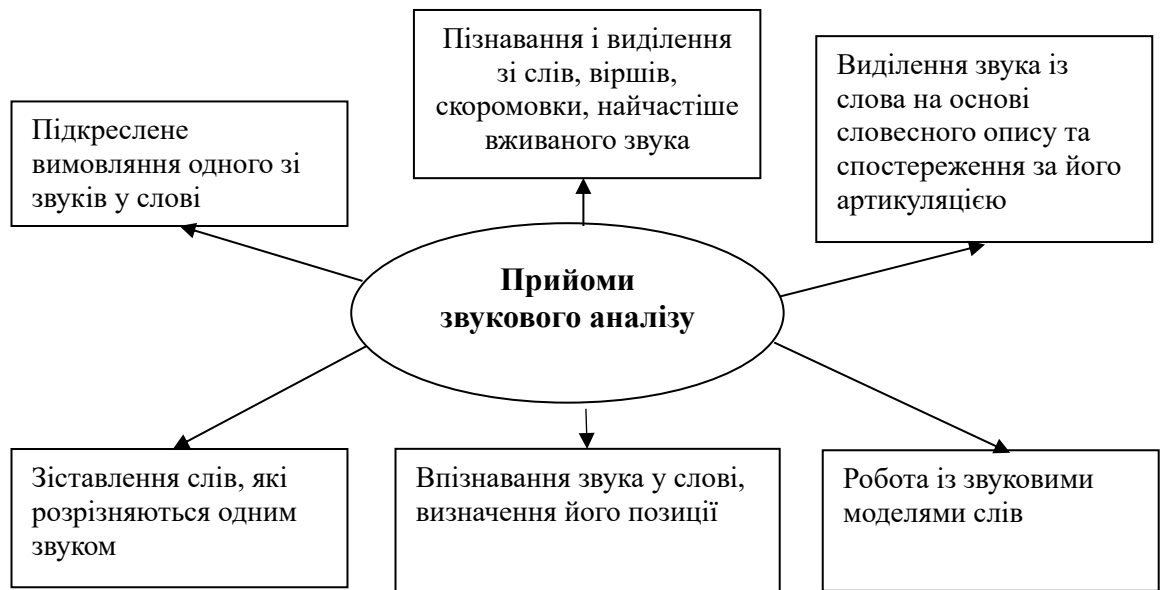 Підкреслене
вимовляння одного зі
звуків у слові
Пізнавання і виділення
зі слів, віршів,
скоромовки, найчастіше
вживаного звука
Виділення звука із
слова на основі
словесного опису та
спостереження за його
артикуляцією
Прийоми
звукового аналізу
Зіставлення слів, які
розрізняються одним
звуком
Впізнавання звука у слові,
визначення його позиції
Робота із звуковими
моделями слів